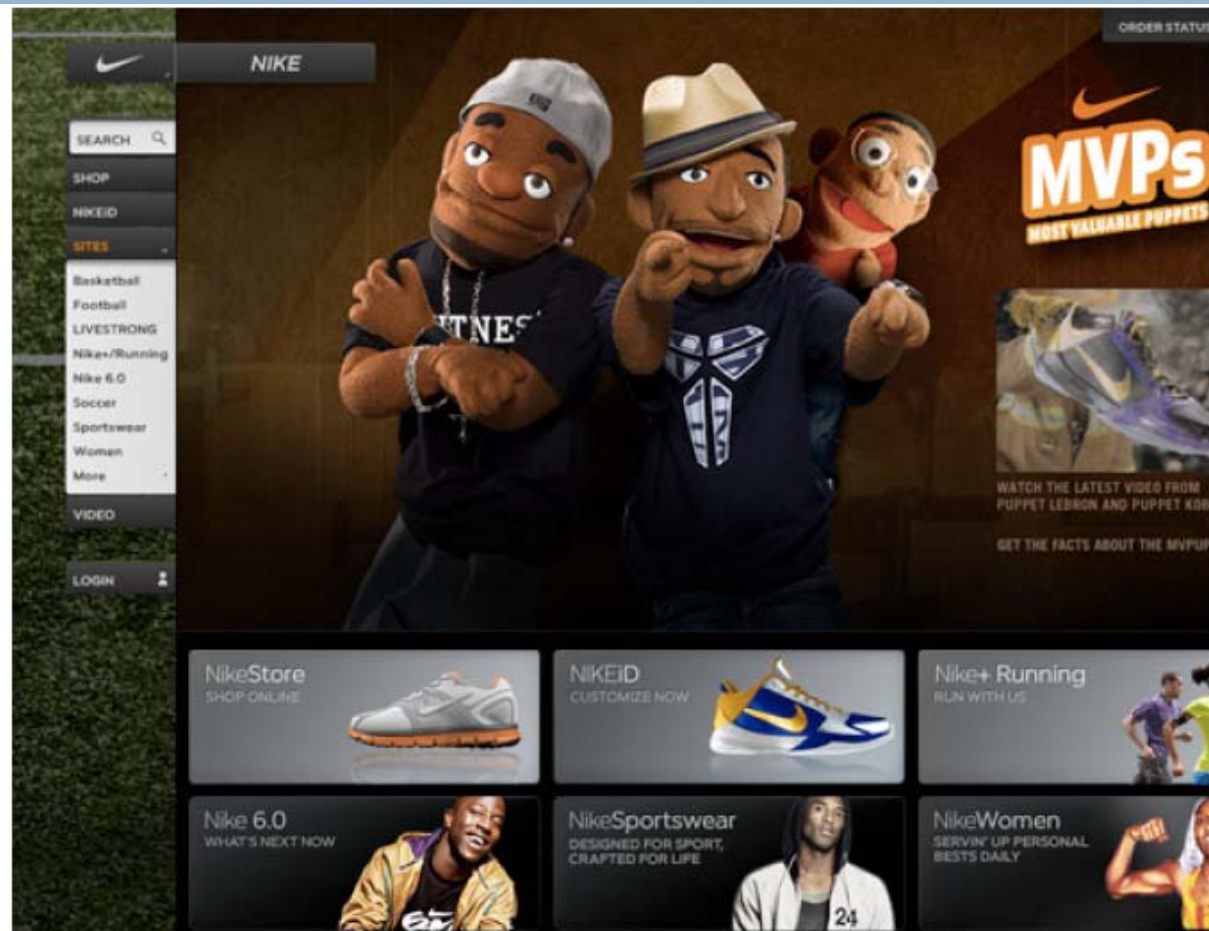 ORDER STATUS
NIKE
SEARCH
SHOP
NIKEiD
SITES
Basketball
Football
LIVESTRONG
Nike+/Running
Nike 6.0
Soccer
Sportswear
Women
More
VIDEO
LOGIN
MVPs
MOST VALUABLE PUPPETS
WATCH THE LATEST VIDEO FROM
PUPPET LEBRON AND PUPPET
GET THE FACTS ABOUT THE
NikeStore
SHOP ONLINE
NIKEiD
CUSTOMIZE NOW
Nike+ Running
RUN WITH US
Nike 6.0
WHAT'S NEXT NOW
NikeSportswear
DESIGNED FOR SPORT,
CRAFTED FOR LIFE
24
NikeWomen
SERVIN' UP PERSONAL
BESTS DAILY